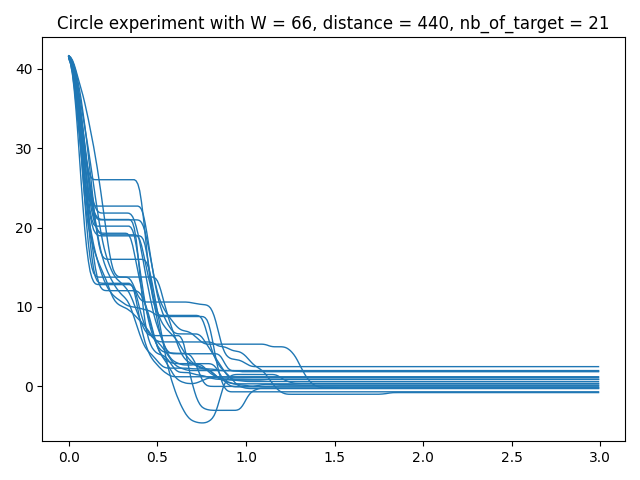 Circle experiment with W = 66, distance = 440, nb_of_target = 21
40
30
20
10
0
0.0 0.5 1.0 1.5 2.0 2.5 3.0